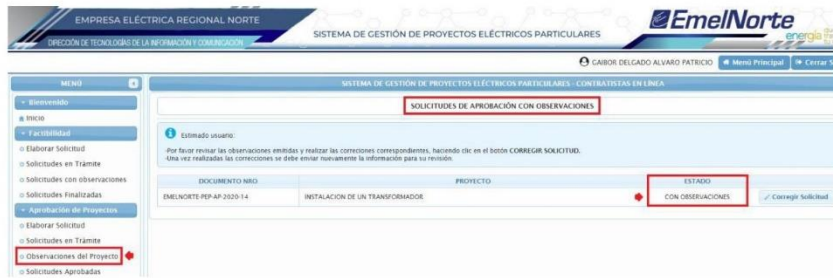 EMPRESA ELÉCTRICA REGIONAL NORTE
DIRECCIÓN DE TECNOLOGÍAS DE LA INFORMACIÓN Y COMUNICACIÓN
SISTEMA DE GESTIÓN DE PROYECTOS ELÉCTRICOS PARTICULARES
EmelNorte
energía
GAIBOR DELGADO ALVARO PATRICIO
Menú Principal
Cerrar S
MENÚ
SISTEMA DE GESTIÓN DE PROYECTOS ELÉCTRICOS PARTICULARES - CONTRATISTAS EN LÍNEA
Bienvenido
INICIO
Factibilidad
Elaborar Solicitud
Solicitudes en Trámite
Solicitudes con observaciones
Solicitudes Finalizadas
Aprobación de Proyectos
Elaborar Solicitud
Solicitudes en Trámite
Observaciones del Proyecto
Solicitudes Aprobadas
SOLICITUDES DE APROBACIÓN CON OBSERVACIONES
Estimado usuario:
-Por favor revisar las observaciones emitidas y realizar las correciones correspondientes, haciendo clic en el botón CORREGIR SOLICITUD.
-Una vez realizadas las correcciones se debe enviar nuevamente la información para su revisión.
DOCUMENTO NRO PROYECTO ESTADO
EMELNORTE-PEP-AP-2020-14 INSTALACION DE UN TRANSFORMADOR CON OBSERVACIONES Corregir Solicitud